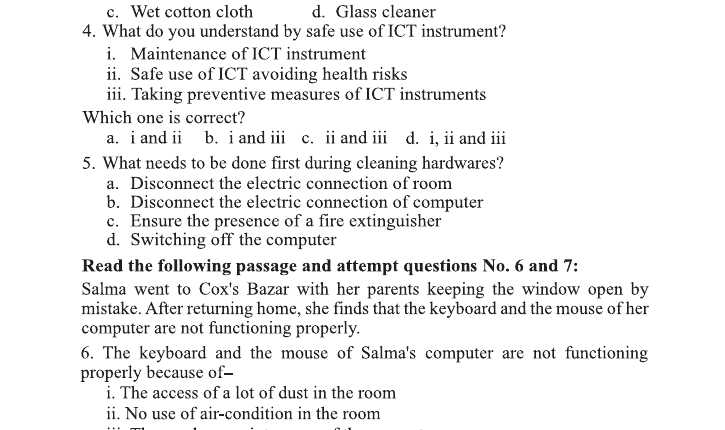 c. Wet cotton cloth d. Glass cleaner
4. What do you understand by safe use of ICT instrument?
i. Maintenance of ICT instrument
ii. Safe use of ICT avoiding health risks
iii. Taking preventive measures of ICT instruments
Which one is correct?
a. i and ii b. i and iii c. ii and iii d. i, ii and iii
5. What needs to be done first during cleaning hardwares?
a. Disconnect the electric connection of room
b. Disconnect the electric connection of computer
c. Ensure the presence of a fire extinguisher
d. Switching off the computer
Read the following passage and attempt questions No. 6 and 7:
Salma went to Cox's Bazar with her parents keeping the window open by
mistake. After returning home, she finds that the keyboard and the mouse of her
computer are not functioning properly.
6. The keyboard and the mouse of Salma's computer are not functioning
properly because of–
i. The access of a lot of dust in the room
ii. No use of air-condition in the room